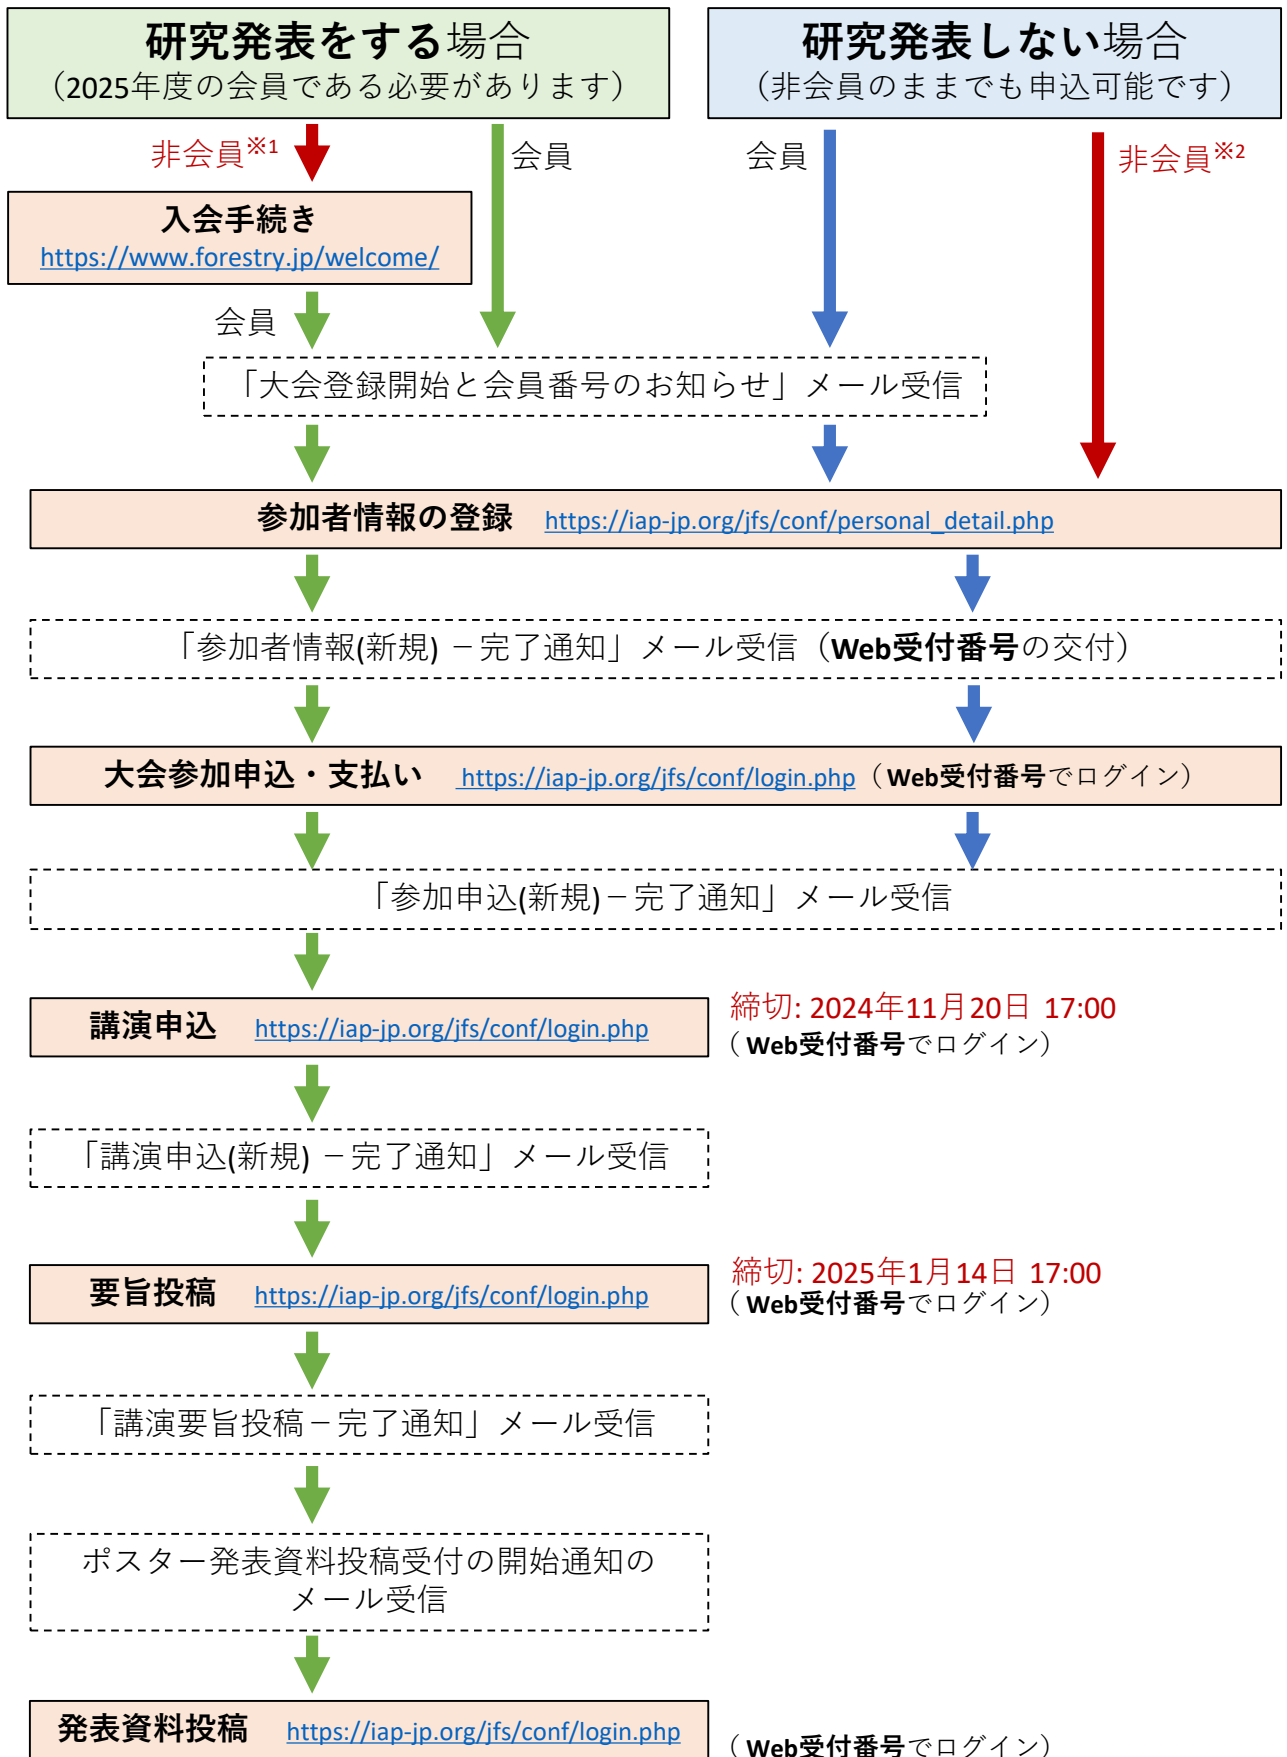 研究発表をする場合
（2025年度の会員である必要があります）
研究発表しない場合
（非会員のままでも申込可能です）
非会員※1
会員
会員
非会員※2
入会手続き
https://www.forestry.jp/welcome/
会員
「大会登録開始と会員番号のお知らせ」メール受信
参加者情報の登録 https://iap-jp.org/jfs/conf/personal_detail.php
「参加者情報(新規) －完了通知」メール受信（Web受付番号の交付）
大会参加申込・支払い https://iap-jp.org/jfs/conf/login.php（Web受付番号でログイン）
「参加申込(新規)－完了通知」メール受信
講演申込 https://iap-jp.org/jfs/conf/login.php
締切: 2024年11月20日 17:00
（Web受付番号でログイン）
「講演申込(新規) －完了通知」メール受信
要旨投稿 https://iap-jp.org/jfs/conf/login.php
締切: 2025年1月14日 17:00
（Web受付番号でログイン）
「講演要旨投稿－完了通知」メール受信
ポスター発表資料投稿受付の開始通知の
メール受信
発表資料投稿 https://iap-jp.org/jfs/conf/login.php
（Web受付番号でログイン）